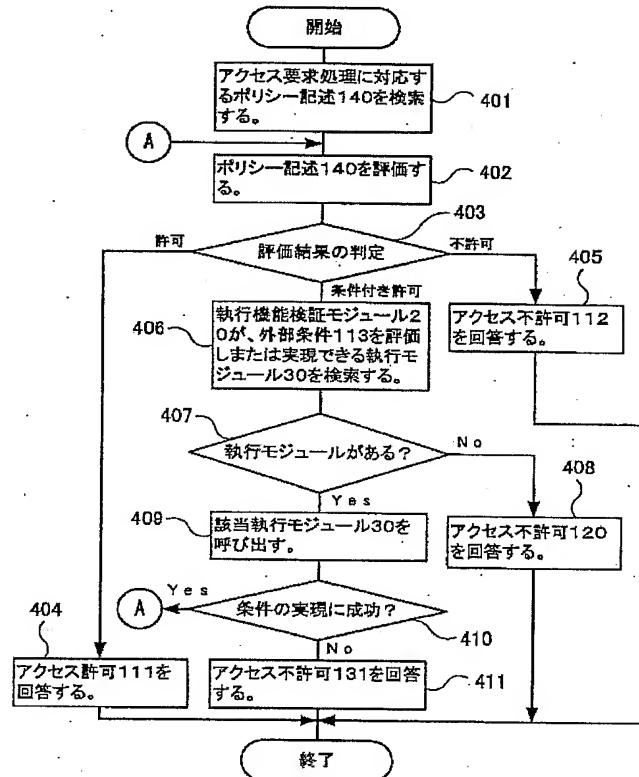 開始
アクセス要求処理に対応す
るポリシー記述140を検索
する。
401
A
ポリシー記述140を評価す
る。
402
403
許可
評価結果の判定
不許可
405
条件付き許可
406
執行機能検証モジュール2
0が、外部条件113を評価
しまたは実現できる執行モ
ジュール30を検索する。
アクセス不許可112
を回答する。
407
執行モジュールがある?
No
408
Yes
409
該当執行モジュール30を
呼び出す。
アクセス不許可120
を回答する。
A
Yes
条件の実現に成功?
410
404
No
アクセス許可111を
回答する。
アクセス不許可131を回答
する。
411
終了